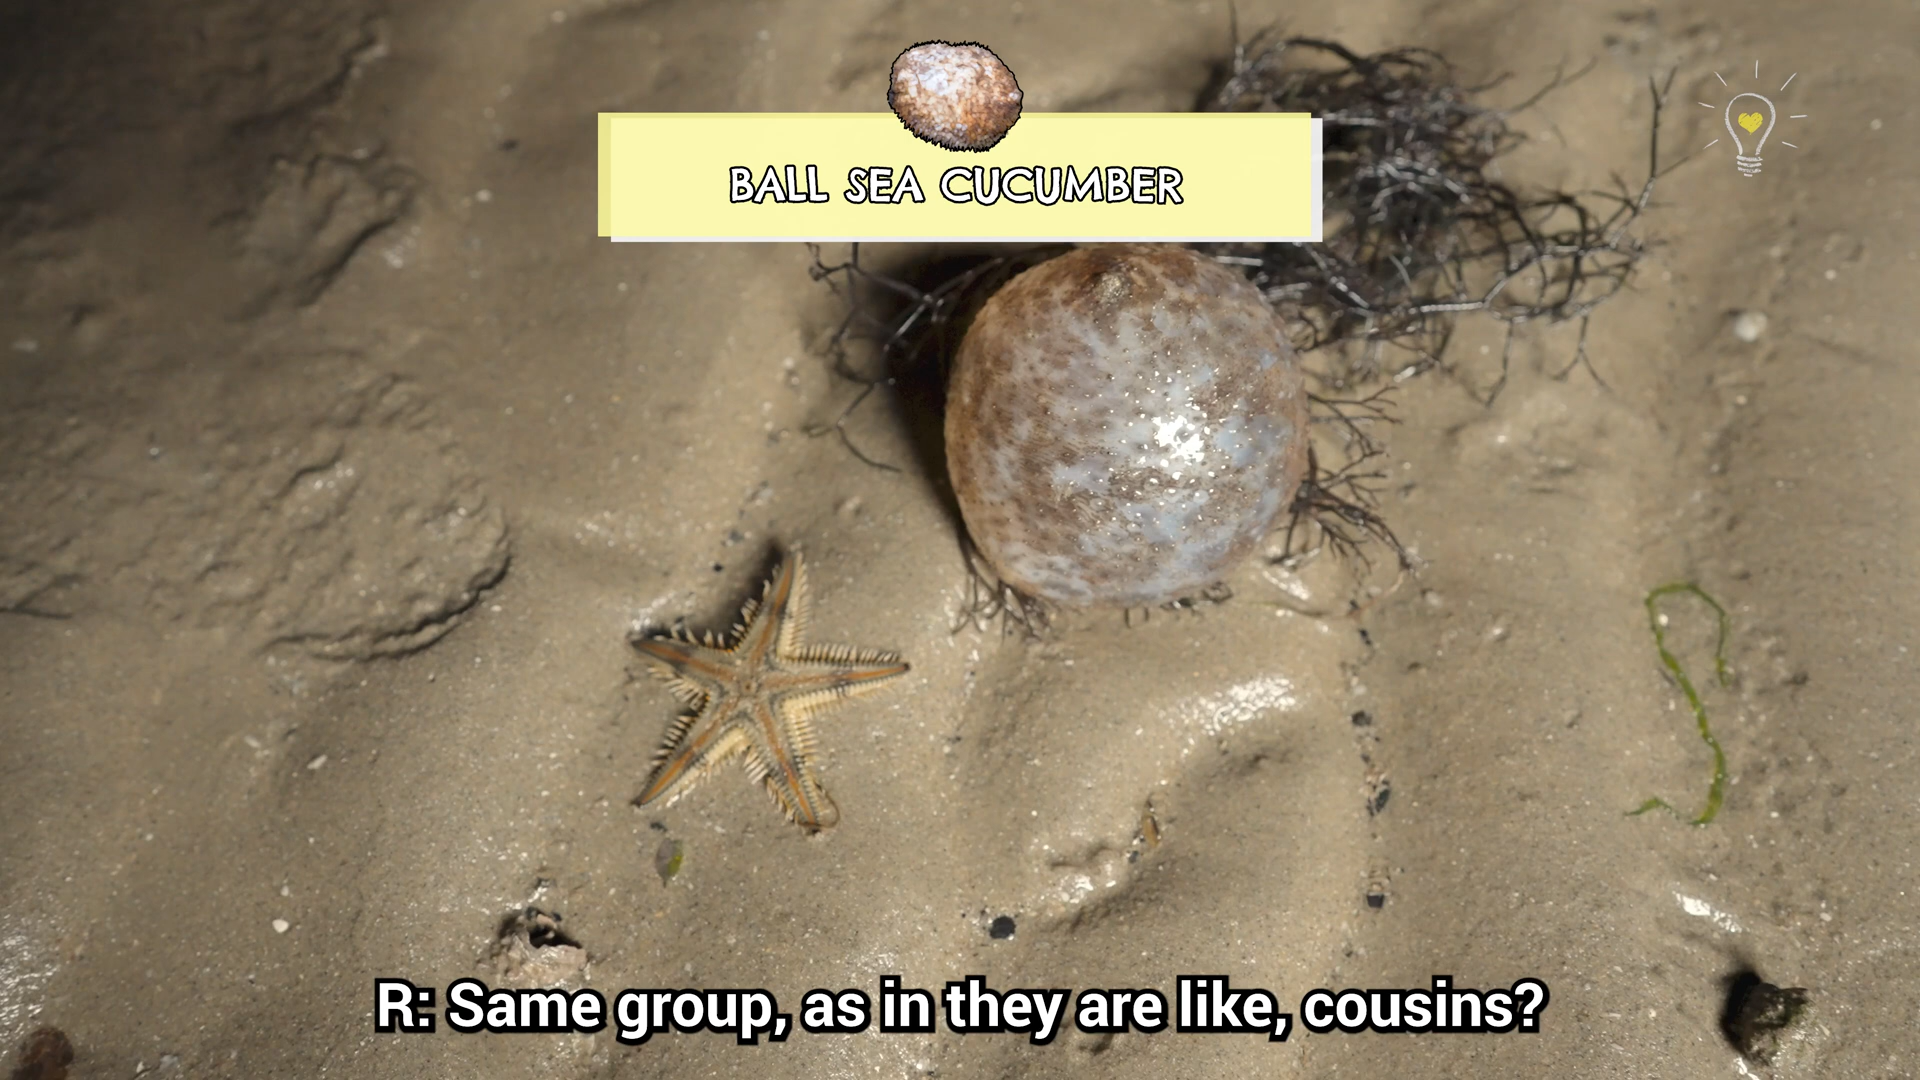 BALL SEA CUCUMBER
R: Same group, as in they are like, cousins?